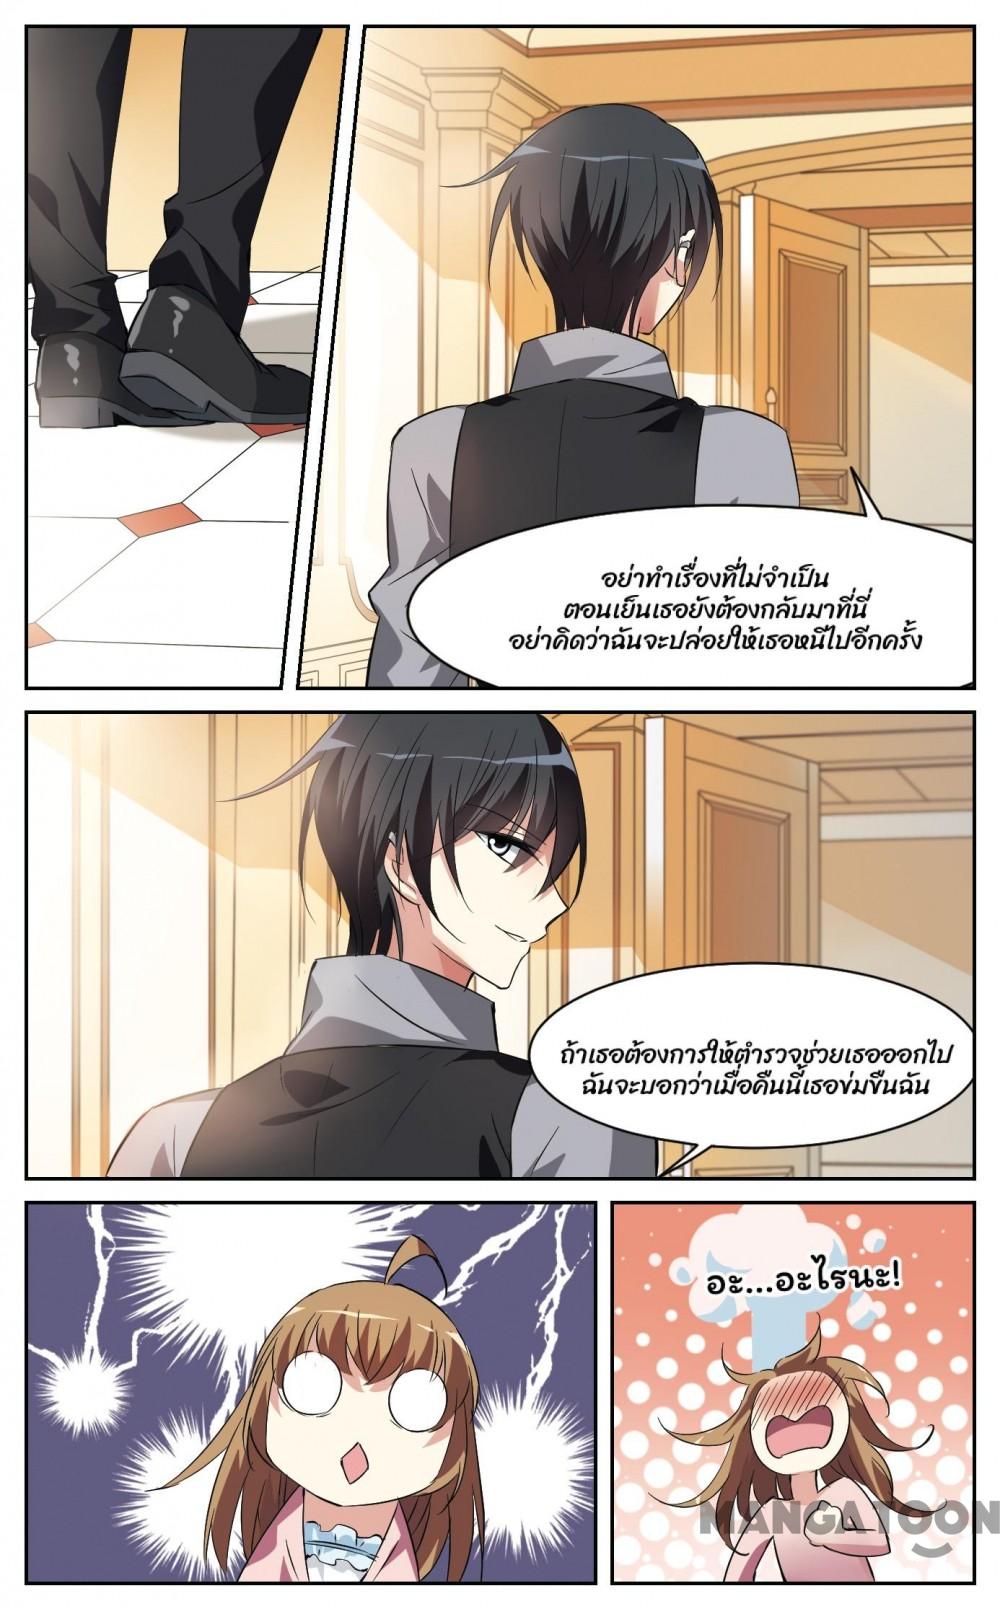 อย่าทำเรื่องที่ไม่จำเป็น
ตอนเย็นเธอยังต้องกลับมาที่นี่
อย่าคิดว่าฉันจะปล่อยให้เธอหนีไปอีกครั้ง
ถ้าเธอต้องการให้ตำรวจช่วยเธอออกไป
ฉันจะบอกว่าเมื่อคืนนี้เธอข่มขืนฉัน
อะ...อะไรนะ!
MANGATOON